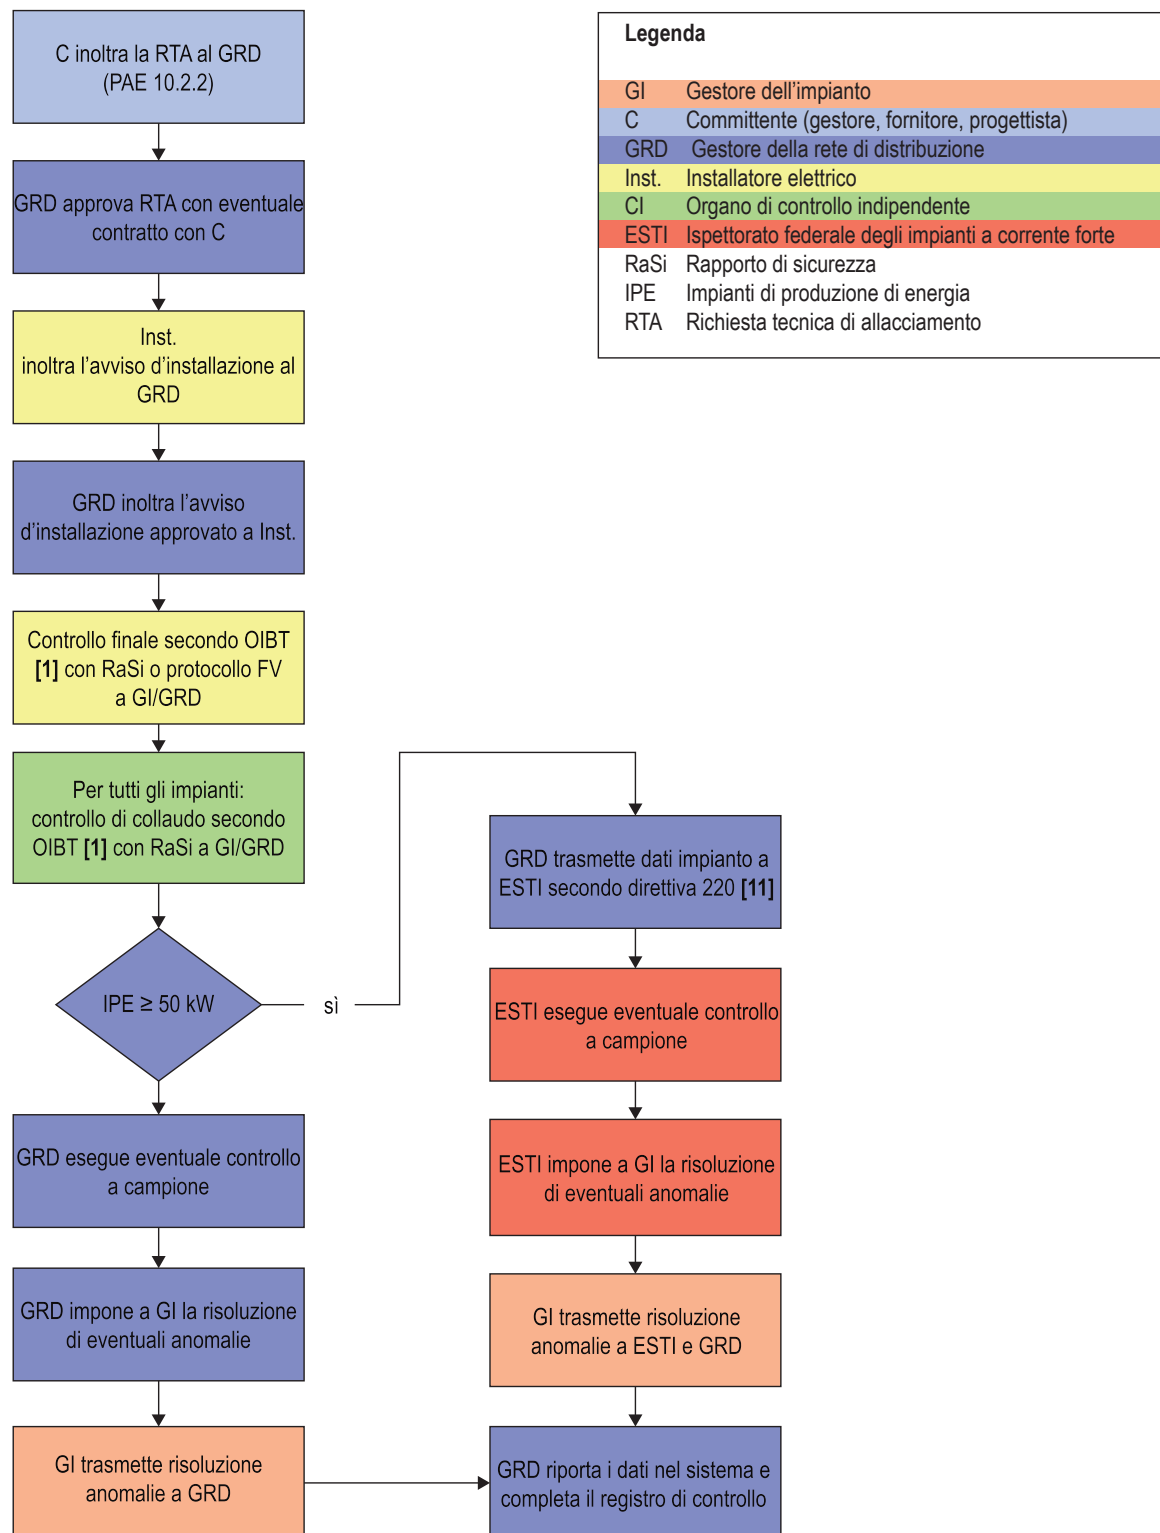 C inoltra la RTA al GRD
(PAE 10.2.2)
GRD approva RTA con eventuale
contratto con C
Inst.
inoltra l’avviso d’installazione al
GRD
GRD inoltra l’avviso
d’installazione approvato a Inst.
Controllo finale secondo OIBT
[1] con RaSi o protocollo FV
a GI/GRD
Per tutti gli impianti:
controllo di collaudo secondo
OIBT [1] con RaSi a GI/GRD
IPE ≥ 50 kW
sì
GRD esegue eventuale controllo
a campione
GRD impone a GI la risoluzione
di eventuali anomalie
GI trasmette risoluzione
anomalie a GRD
GRD trasmette dati impianto a
ESTI secondo direttiva 220 [11]
ESTI esegue eventuale controllo
a campione
ESTI impone a GI la risoluzione
di eventuali anomalie
GI trasmette risoluzione
anomalie a ESTI e GRD
GRD riporta i dati nel sistema e
completa il registro di controllo
Legenda
GI Gestore dell’impianto
C Committente (gestore, fornitore, progettista)
GRD Gestore della rete di distribuzione
Inst. Installatore elettrico
CI Organo di controllo indipendente
ESTI Ispettorato federale degli impianti a corrente forte
RaSi Rapporto di sicurezza
IPE Impianti di produzione di energia
RTA Richiesta tecnica di allacciamento